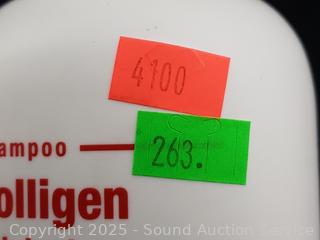 4100
263.
ampoo
olligen
Copyright 2025 - Sound Auction Service